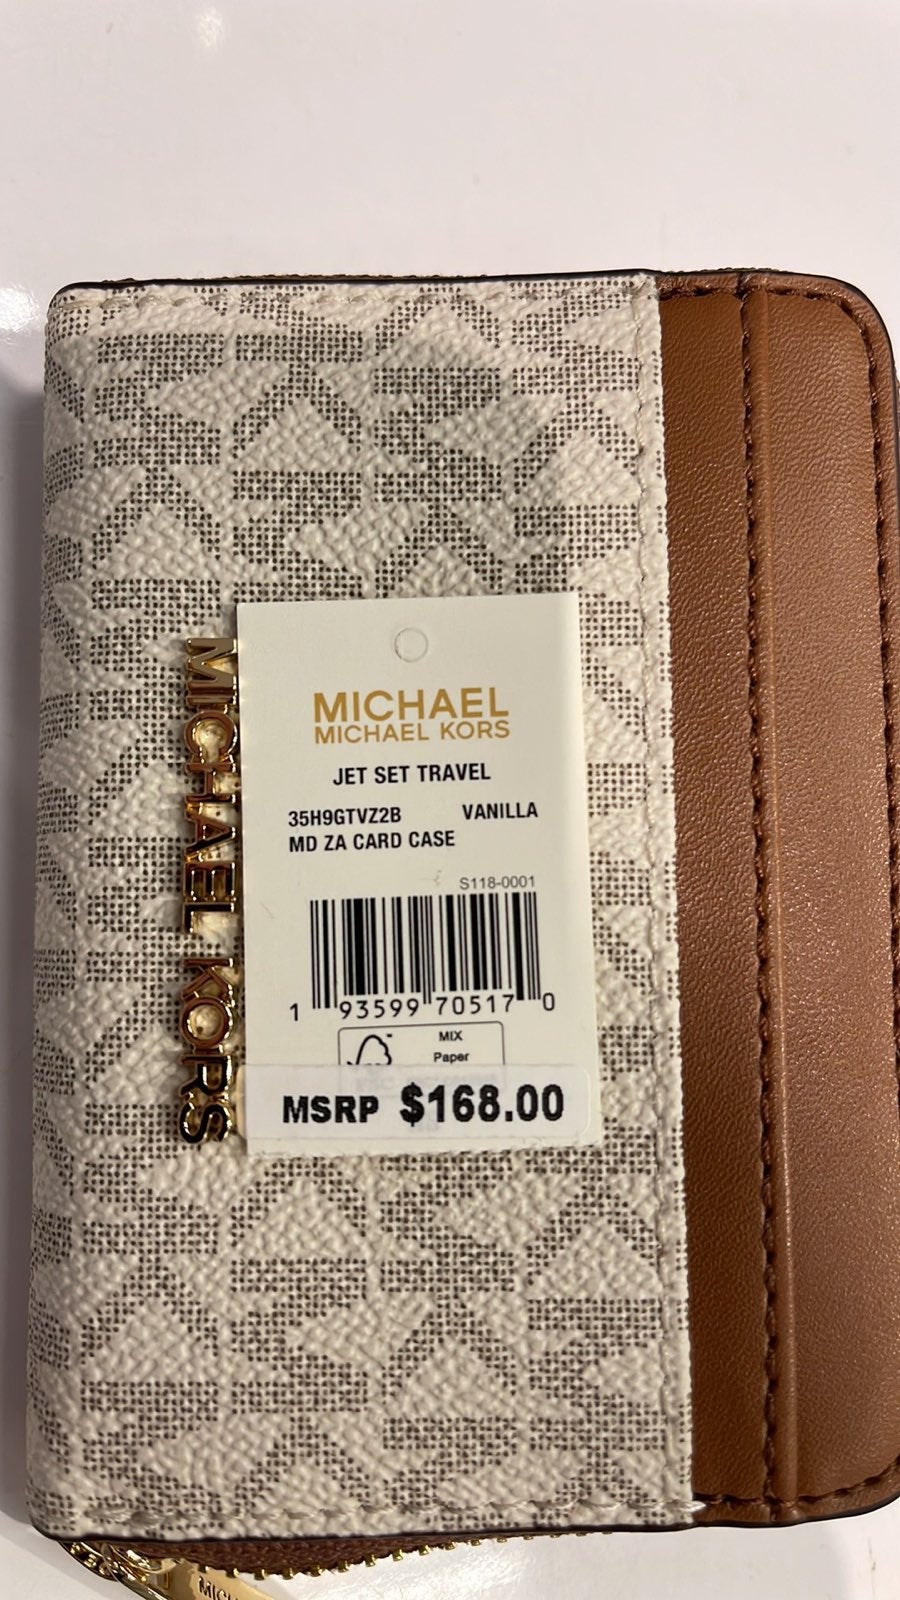 MICHAEL
MICHAEL KORS
JET SET TRAVEL
35H9GTVZ2B VANILLA
MD ZA CARD CASE
S118-0001
1 93599 70517 0
MIX
Paper
MSRP $168.00
MICHAEL KORS